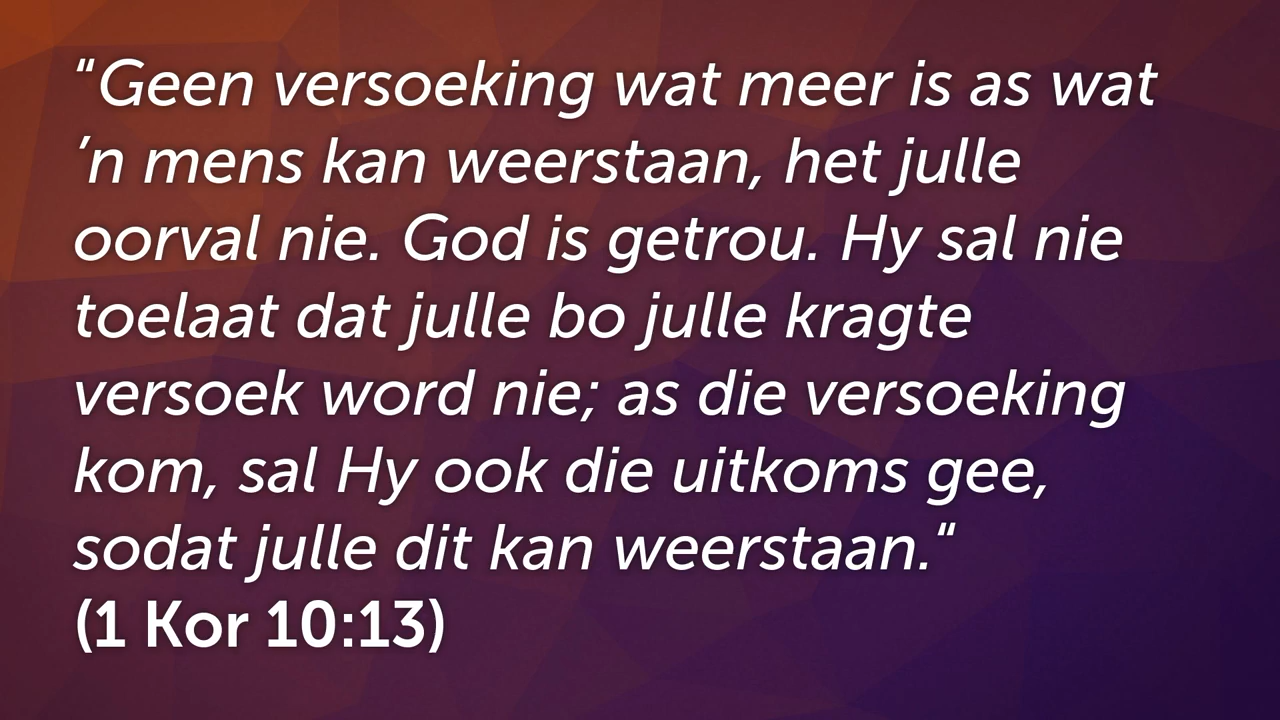 “Geen versoeking wat meer is as wat
’n mens kan weerstaan, het julle
oorval nie. God is getrou. Hy sal nie
toelaat dat julle bo julle kragte
versoek word nie; as die versoeking
kom, sal Hy ook die uitkoms gee,
sodat julle dit kan weerstaan.“
(1 Kor 10:13)